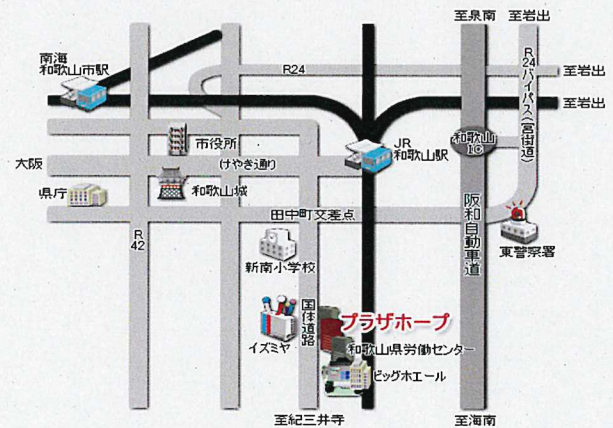 至泉南
至岩出
南海
和歌山市駅
R24
至岩出
R24バイパス(宮街道)
至岩出
市役所
JR
和歌山駅
和歌山
IC
大阪
けやき通り
県庁
和歌山城
田中町交差点
阪和自動車道
R
42
新南小学校
東警察署
国体道路
プラザホープ
イズミヤ
和歌山県労働センター
ビッグホエール
至紀三井寺
至海南